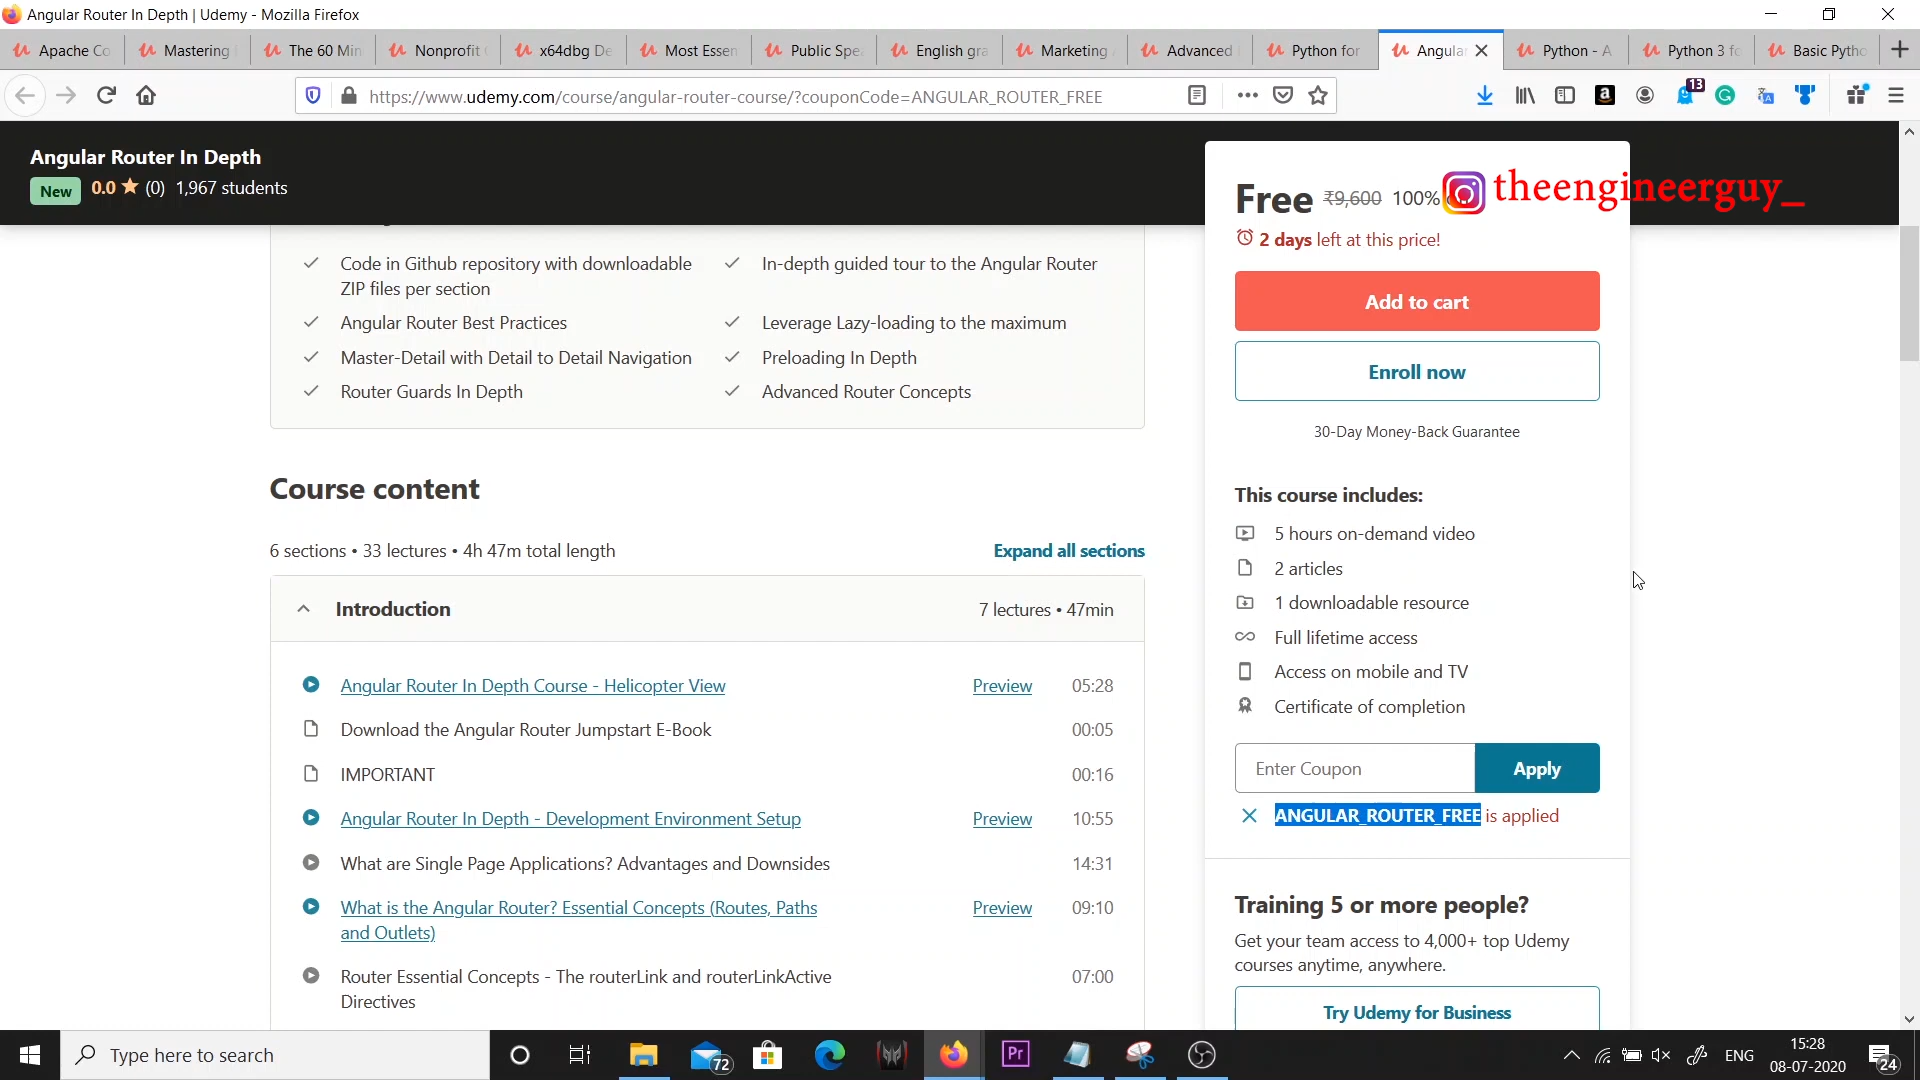 Angular Router In Depth | Udemy - Mozilla Firefox
Apache Co
Mastering
The 60 Min
Nonprofit
x64dbg De
Most Essen
Public Spea
English gra
Marketing
Advanced
Python for
Angular
Python - A
Python 3 fo
Basic Pytho
https://www.udemy.com/course/angular-router-course/?couponCode=ANGULAR_ROUTER_FREE
13
Angular Router In Depth
New 0.0 (0) 1,967 students
Free ₹9,600 100%
theengineerguy_
2 days left at this price!
Add to cart
Enroll now
30-Day Money-Back Guarantee
Code in Github repository with downloadable
ZIP files per section
In-depth guided tour to the Angular Router
Angular Router Best Practices
Leverage Lazy-loading to the maximum
Master-Detail with Detail to Detail Navigation
Preloading In Depth
Router Guards In Depth
Advanced Router Concepts
Course content
6 sections • 33 lectures • 4h 47m total length
Expand all sections
Introduction
7 lectures • 47min
Angular Router In Depth Course - Helicopter View Preview 05:28
Download the Angular Router Jumpstart E-Book 00:05
IMPORTANT 00:16
Angular Router In Depth - Development Environment Setup Preview 10:55
What are Single Page Applications? Advantages and Downsides 14:31
What is the Angular Router? Essential Concepts (Routes, Paths
and Outlets)
Preview 09:10
Router Essential Concepts - The routerLink and routerLinkActive
Directives
07:00
This course includes:
5 hours on-demand video
2 articles
1 downloadable resource
Full lifetime access
Access on mobile and TV
Certificate of completion
Enter Coupon
Apply
ANGULAR_ROUTER_FREE is applied
Training 5 or more people?
Get your team access to 4,000+ top Udemy
courses anytime, anywhere.
Try Udemy for Business
Type here to search
72
Pr
ENG
15:28
08-07-2020
24